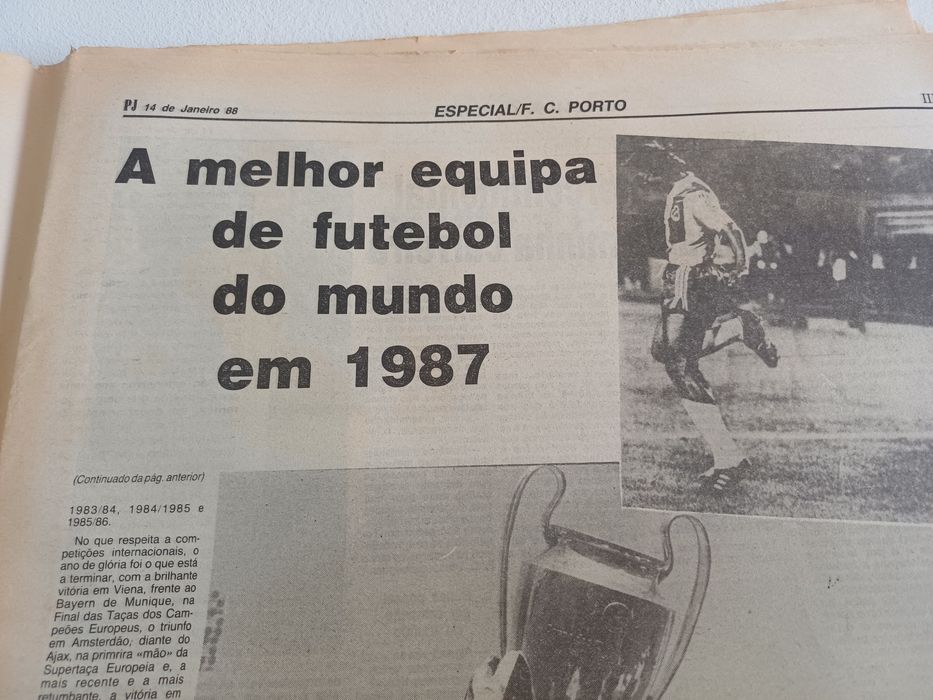 PJ 14 de Janeiro 88
ESPECIAL/F. C. PORTO
A melhor equipa
de futebol
do mundo
em 1987
(Continuado da pág. anterior)
1983/84, 1984/1985 e
1985/86.
No que respeita a com-
petições internacionais, o
ano de glória foi o que está
a terminar, com a brilhante
vitória em Viena, frente ao
Bayern de Munique, na
Final das Taças dos Cam-
peões Europeus, o triunfo
em Amsterdão, diante do
Ajax, na primrira «mão» da
Supertaça Europeia e, a
mais recente e a mais
retumbante, a vitória em